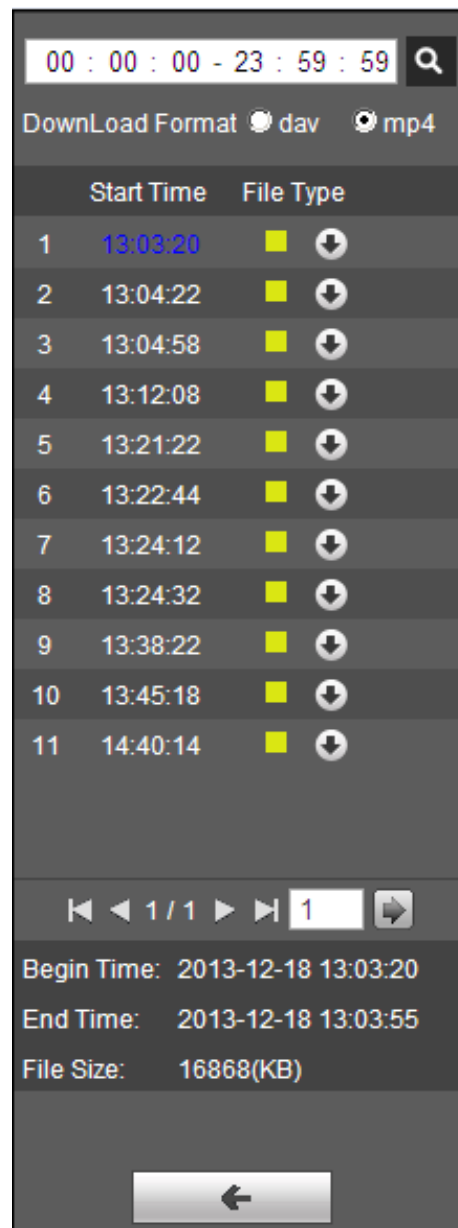 00 : 00 : 00 - 23 : 59 : 59
DownLoad Format dav mp4
Start Time File Type
1 13:03:20
2 13:04:22
3 13:04:58
4 13:12:08
5 13:21:22
6 13:22:44
7 13:24:12
8 13:24:32
9 13:38:22
10 13:45:18
11 14:40:14
1 / 1 1
Begin Time: 2013-12-18 13:03:20
End Time: 2013-12-18 13:03:55
File Size: 16868(KB)